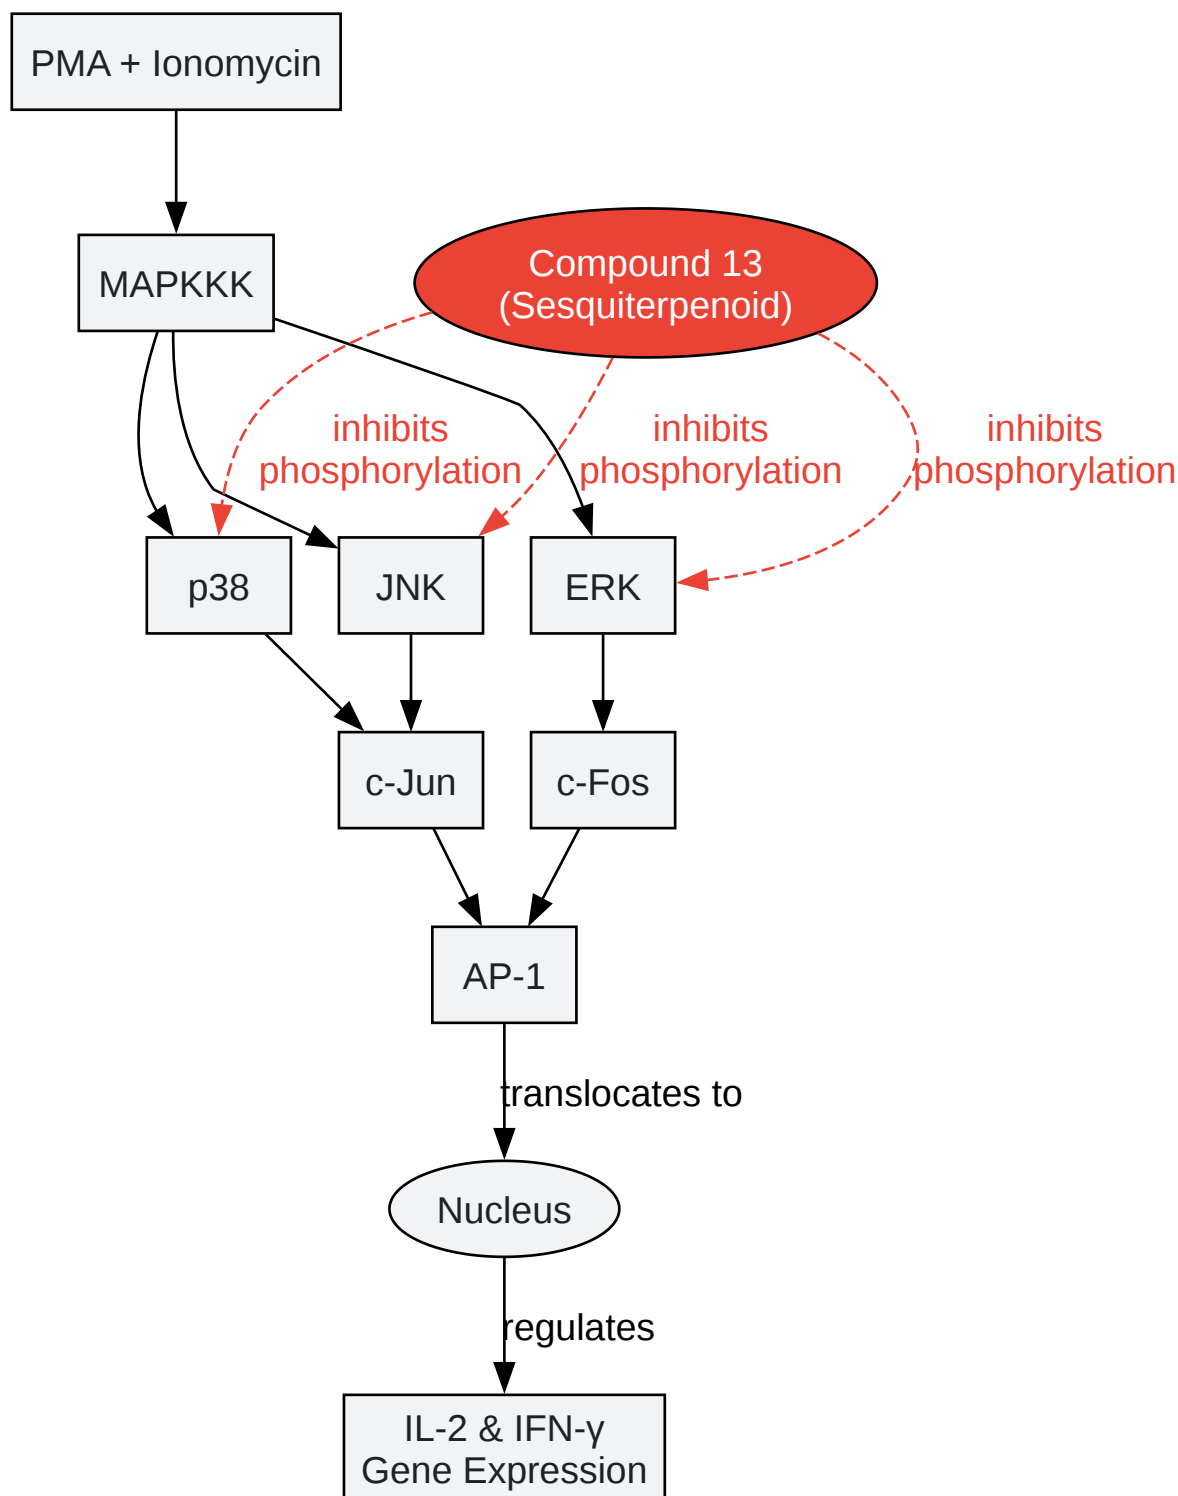 PMA + Ionomycin
MAPKKK
Compound 13
(Sesquiterpenoid)
inhibits
phosphorylation
inhibits
phosphorylation
inhibits
phosphorylation
p38
JNK
ERK
c-Jun
c-Fos
AP-1
translocates to
Nucleus
regulates
IL-2 & IFN-γ
Gene Expression